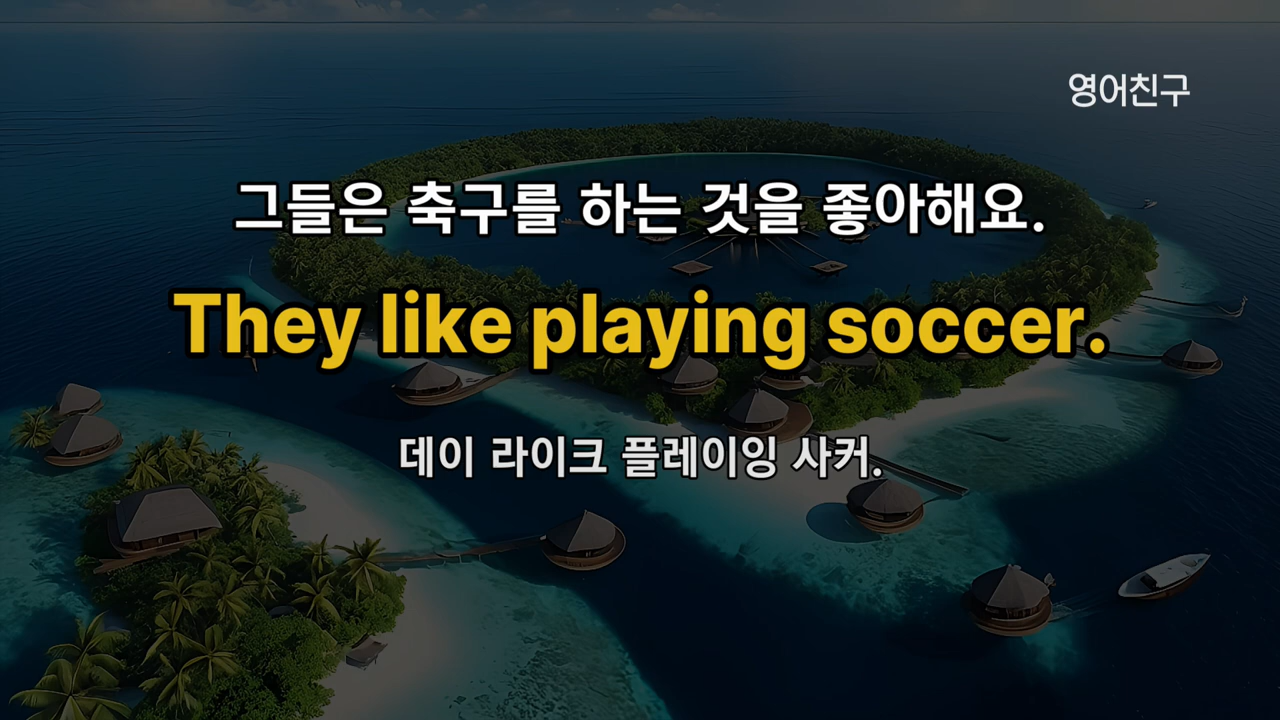 영어친구
그들은 축구를 하는 것을 좋아해요.
They like playing soccer.
데이 라이크 플레이잉 사커.